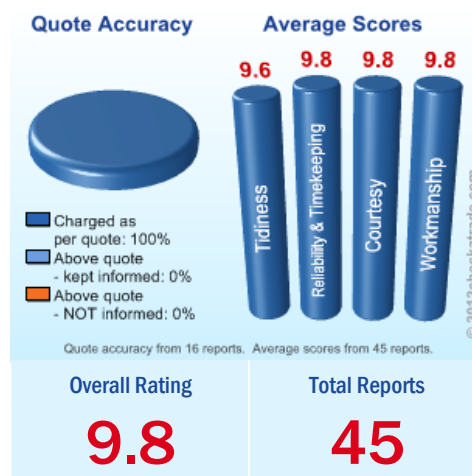 Quote Accuracy
Average Scores
9.6
9.8
9.8
9.8
Tidiness
Reliability & Timekeeping
Courtesy
Workmanship
Charged as
per quote: 100%
Above quote
- kept informed: 0%
Above quote
- NOT informed: 0%
© 2013checkatrade.com
Quote accuracy from 16 reports. Average scores from 45 reports.
Overall Rating
Total Reports
9.8
45